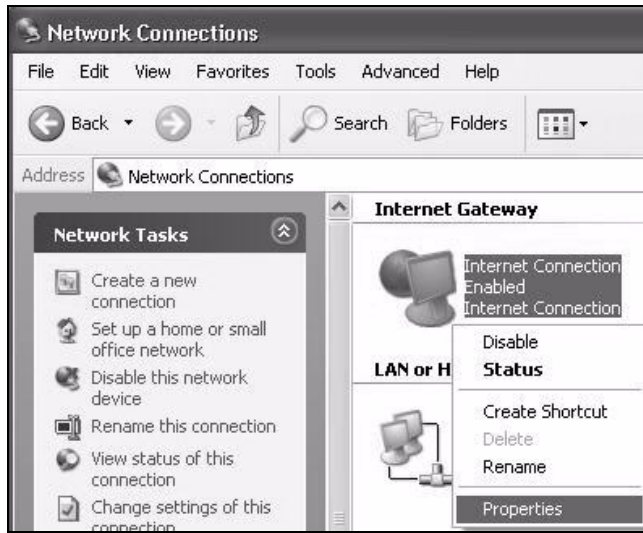 Network Connections
File Edit View Favorites Tools Advanced Help
Back Search Folders
Address Network Connections
Network Tasks
Create a new
connection
Set up a home or small
office network
Disable this network
device
Rename this connection
View status of this
connection
Change settings of this
connection
Internet Gateway
Internet Connection
Enabled
Internet Connection
LAN or H
Disable
Status
Create Shortcut
Delete
Rename
Properties